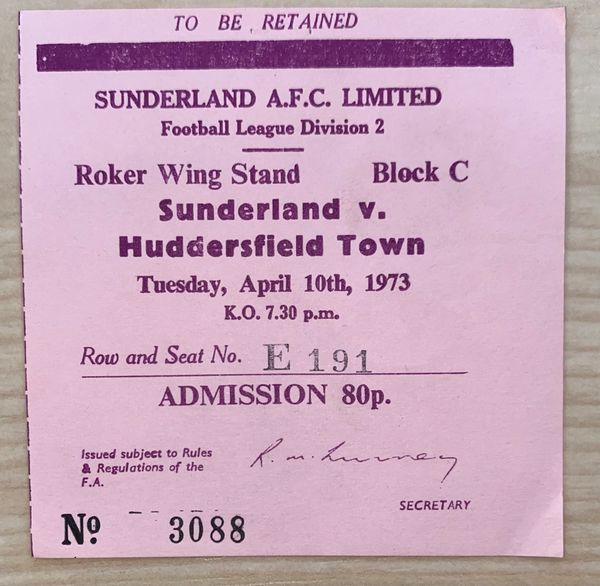 TO BE RETAINED
SUNDERLAND A.F.C. LIMITED
Football League Division 2
Roker Wing Stand Block C
Sunderland v.
Huddersfield Town
Tuesday, April 10th, 1973
K.O. 7.30 p.m.
Row and Seat No. E 191
ADMISSION 80p.
Issued subject to Rules
& Regulations of the
F.A.
SECRETARY
No. 3088